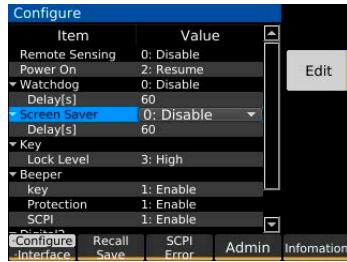 Configure
Item Value
Remote Sensing 0: Disable
Power On 2: Resume
Watchdog 0: Disable
Delay[s] 60
Screen Saver 0: Disable
Delay[s] 60
Key
Lock Level 3: High
Beeper
key 1: Enable
Protection 1: Enable
SCPI 1: Enable
Edit
Configure
Interface
Recall
Save
SCPI
Error
Admin
Infomation